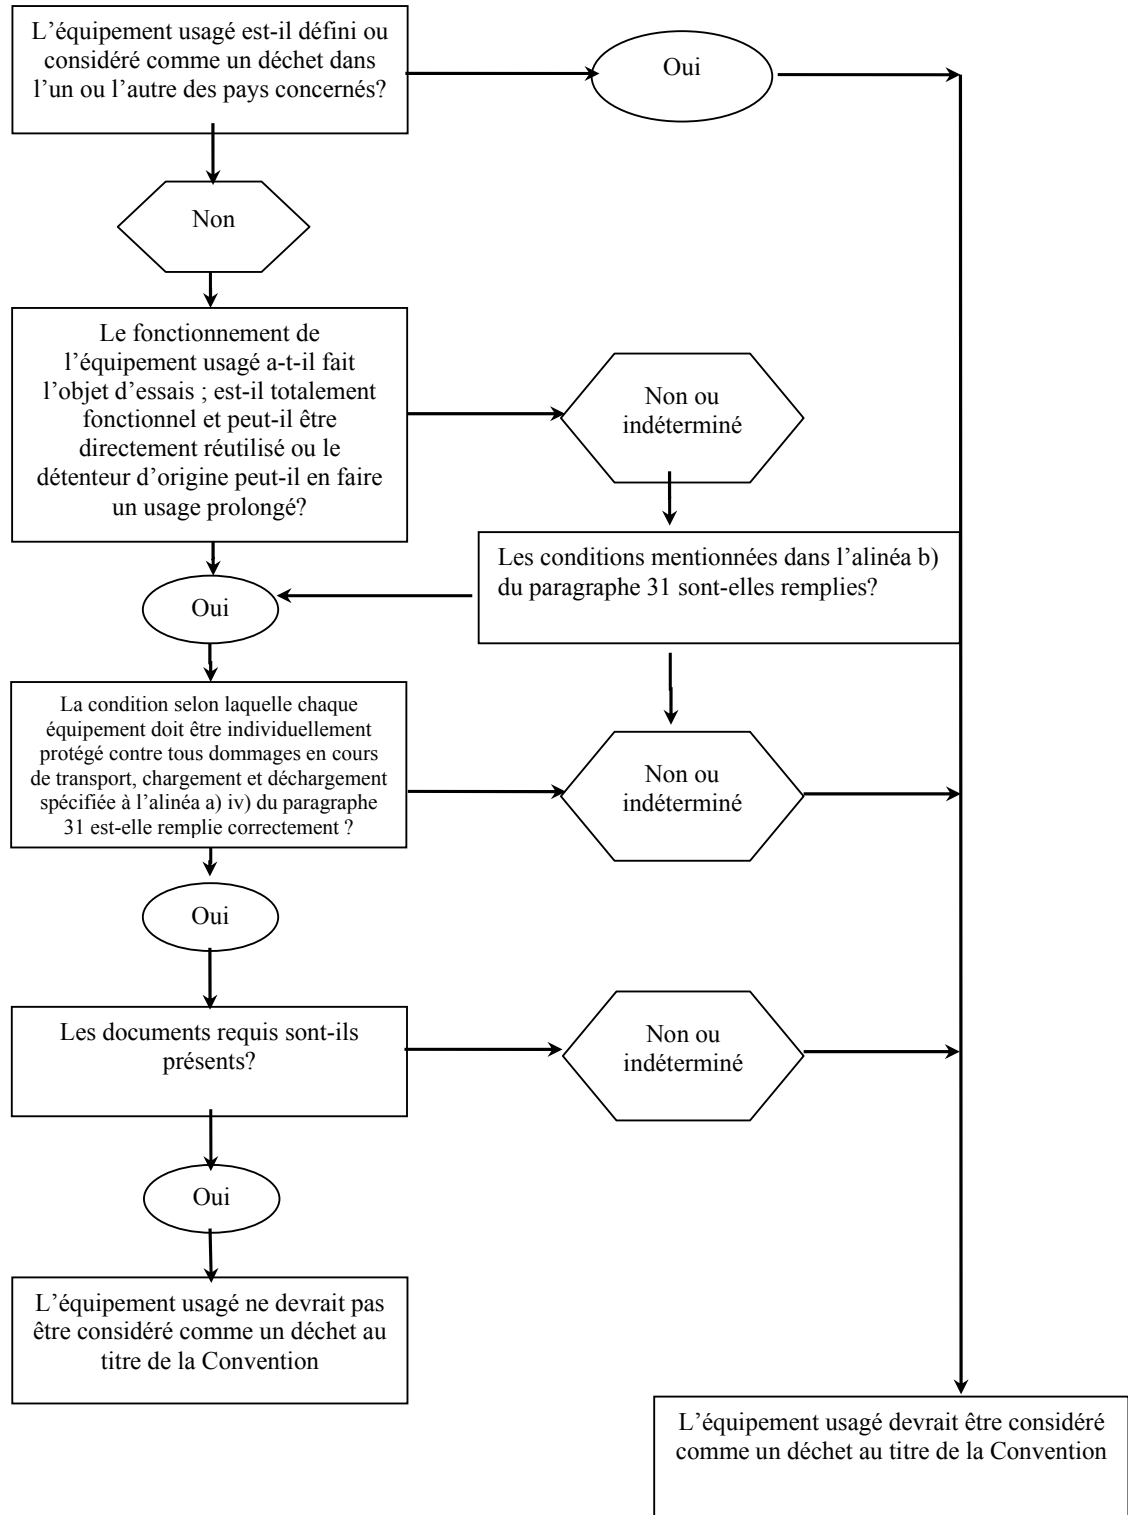 L’équipement usagé est-il défini ou
considéré comme un déchet dans
l’un ou l’autre des pays concernés?
Oui
Non
Le fonctionnement de
l’équipement usagé a-t-il fait
l’objet d’essais ; est-il totalement
fonctionnel et peut-il être
directement réutilisé ou le
détenteur d’origine peut-il en faire
un usage prolongé?
Non ou
indéterminé
Les conditions mentionnées dans l’alinéa b)
du paragraphe 31 sont-elles remplies?
Oui
La condition selon laquelle chaque
équipement doit être individuellement
protégé contre tous dommages en cours
de transport, chargement et déchargement
spécifiée à l’alinéa a) iv) du paragraphe
31 est-elle remplie correctement ?
Non ou
indéterminé
Oui
Les documents requis sont-ils
présents?
Non ou
indéterminé
Oui
L’équipement usagé ne devrait pas
être considéré comme un déchet au
titre de la Convention
L’équipement usagé devrait être considéré
comme un déchet au titre de la Convention